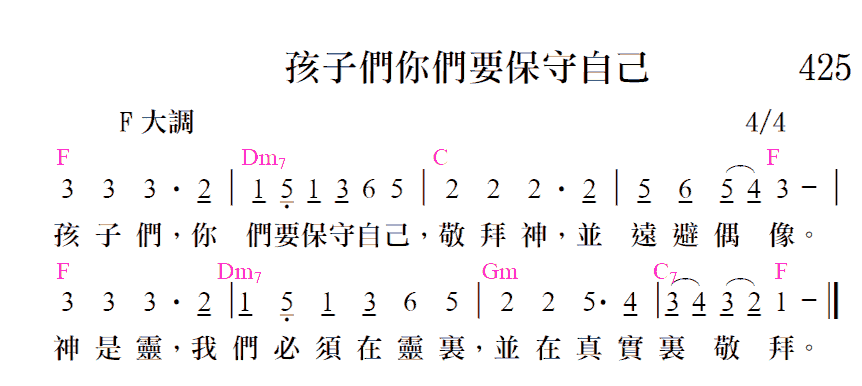 孩子們你們要保守自己 425
F 大調 4/4
F Dm7 C F
3 3 3 · 2 | 1 5 1 3 6 5 | 2 2 2 · 2 | 5 6 5 4 3 – |
孩子們，你們要保守自己，敬拜神，並遠避偶像。
F Dm7 Gm C7 F
3 3 3 · 2 | 1 5 1 3 6 5 | 2 2 5 · 4 | 3 4 3 2 1 – ‖
神是靈，我們必須在靈裏，並在真實裏敬拜。